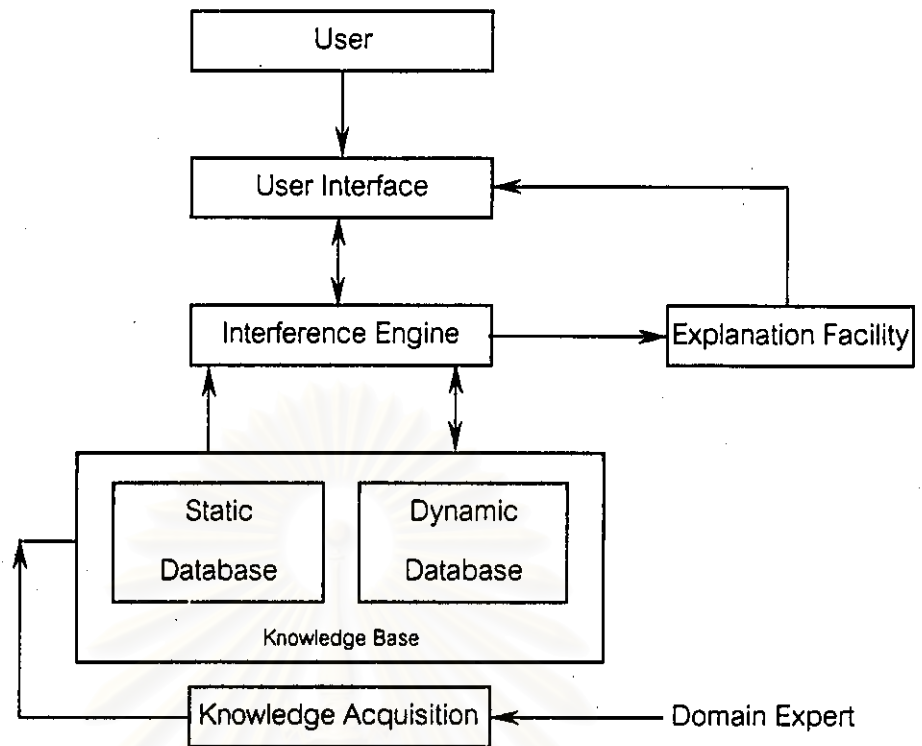 User
User Interface
Interference Engine
Explanation Facility
Static
Database
Dynamic
Database
Knowledge Base
Knowledge Acquisition
Domain Expert